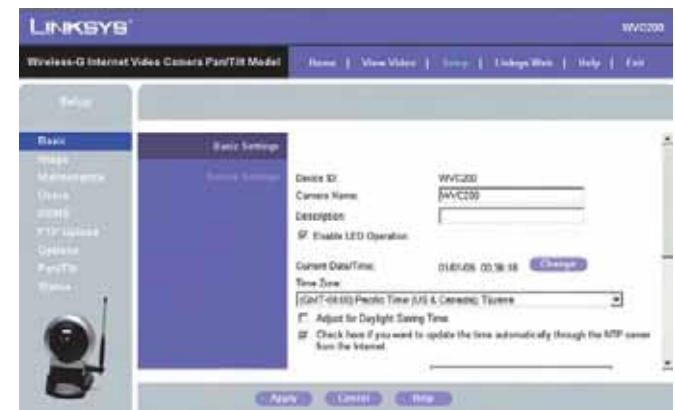 LINKSYS
WVC200
Wireless-G Internet Video Camera Pan/Tilt Model
Home | View Video | Setup | Linksys Web | Help | Exit
Setup
Basic
Image
Maintenance
Users
DDNS
FTP Upload
Options
Pan/Tilt
Status
Basic Settings
Device ID: WVC200
Camera Name: WVC200
Description:
Enable LED Operation
Current Date/Time: Change
Time Zone:
(GMT-08:00) Pacific Time (US & Canada), Tijuana
Adjust for Daylight Saving Time
Check here if you want to update the time automatically through the NTP server
from the Internet.
Apply Cancel Help